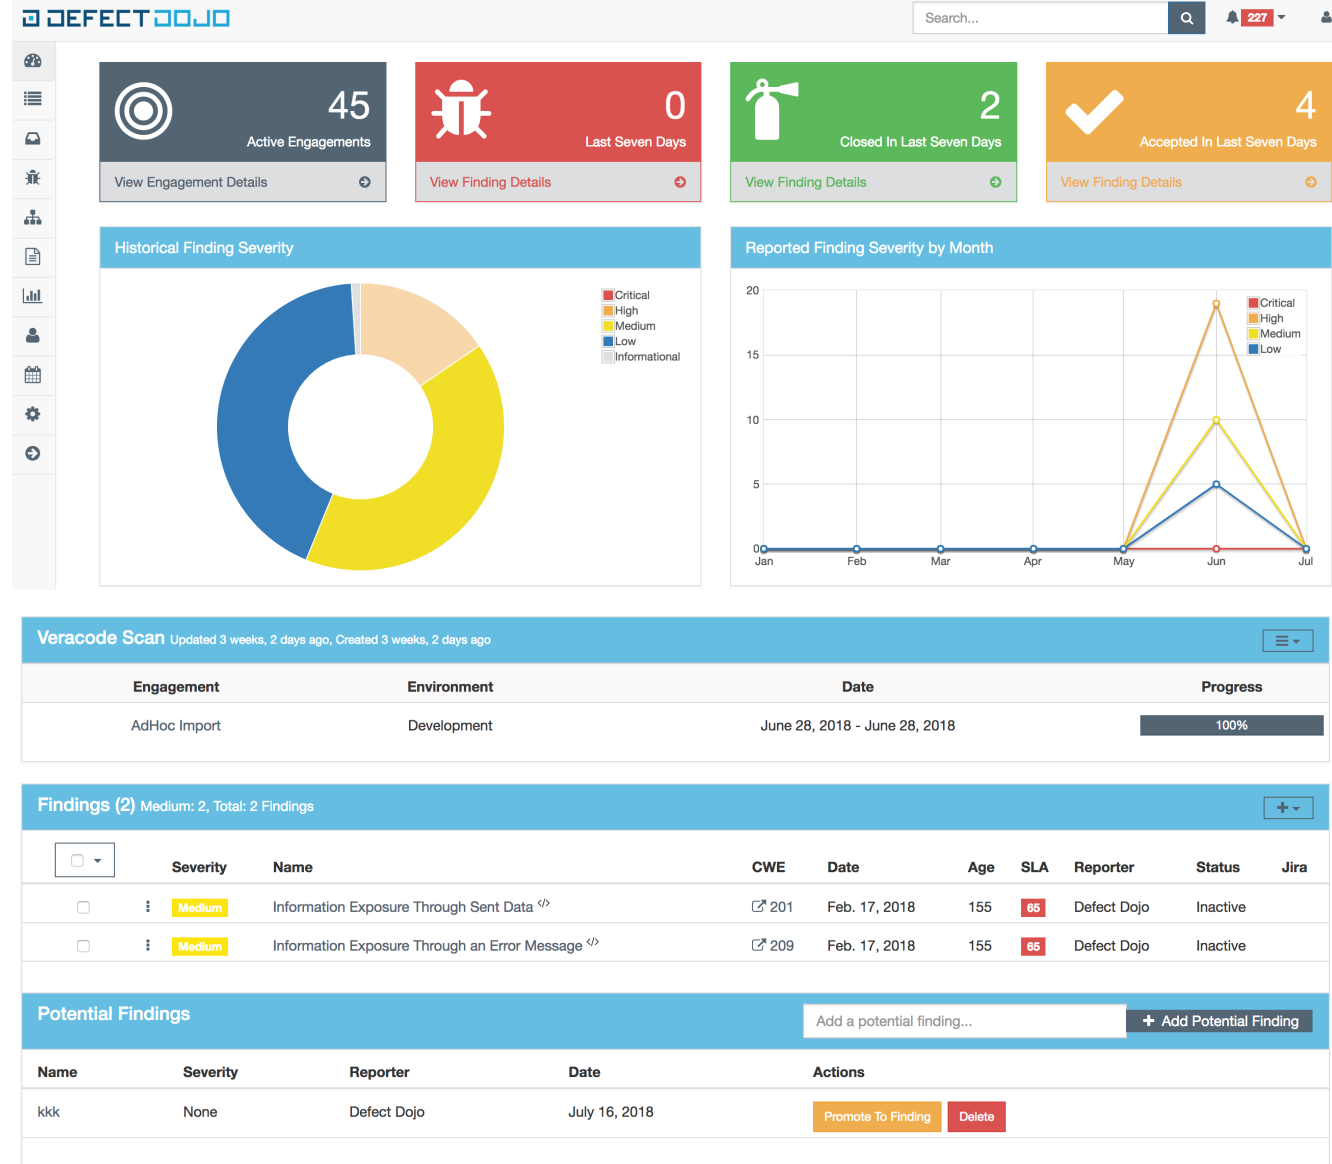 DEFECTDOJO
Search...
227
45
Active Engagements
View Engagement Details
0
Last Seven Days
View Finding Details
2
Closed In Last Seven Days
View Finding Details
4
Accepted In Last Seven Days
View Finding Details
Historical Finding Severity
Critical
High
Medium
Low
Informational
Reported Finding Severity by Month
20
15
10
5
0
Jan Feb Mar Apr May Jun Jul
Critical
High
Medium
Low
Veracode Scan Updated 3 weeks, 2 days ago, Created 3 weeks, 2 days ago
Engagement Environment Date Progress
AdHoc Import Development June 28, 2018 - June 28, 2018 100%
Findings (2) Medium: 2, Total: 2 Findings
Severity Name CWE Date Age SLA Reporter Status Jira
Medium Information Exposure Through Sent Data </> 201 Feb. 17, 2018 155 65 Defect Dojo Inactive
Medium Information Exposure Through an Error Message </> 209 Feb. 17, 2018 155 65 Defect Dojo Inactive
Potential Findings Add a potential finding... + Add Potential Finding
Name Severity Reporter Date Actions
kkk None Defect Dojo July 16, 2018 Promote To Finding Delete